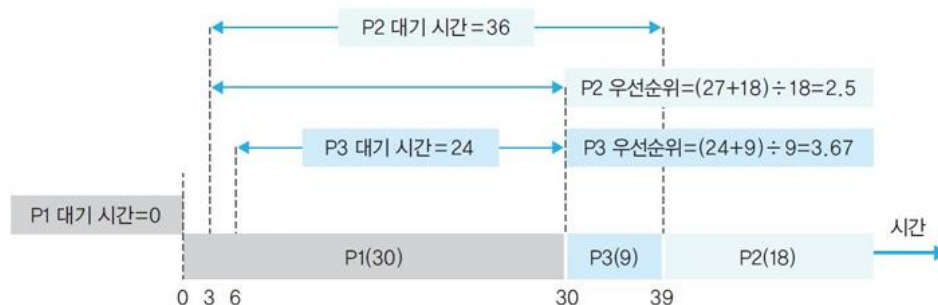 P2 대기 시간=36
P2 우선순위=(27+18)÷18=2.5
P3 대기 시간=24
P3 우선순위=(24+9)÷9=3.67
P1 대기 시간=0
시간
P1(30)
P3(9)
P2(18)
0 3 6 30 39